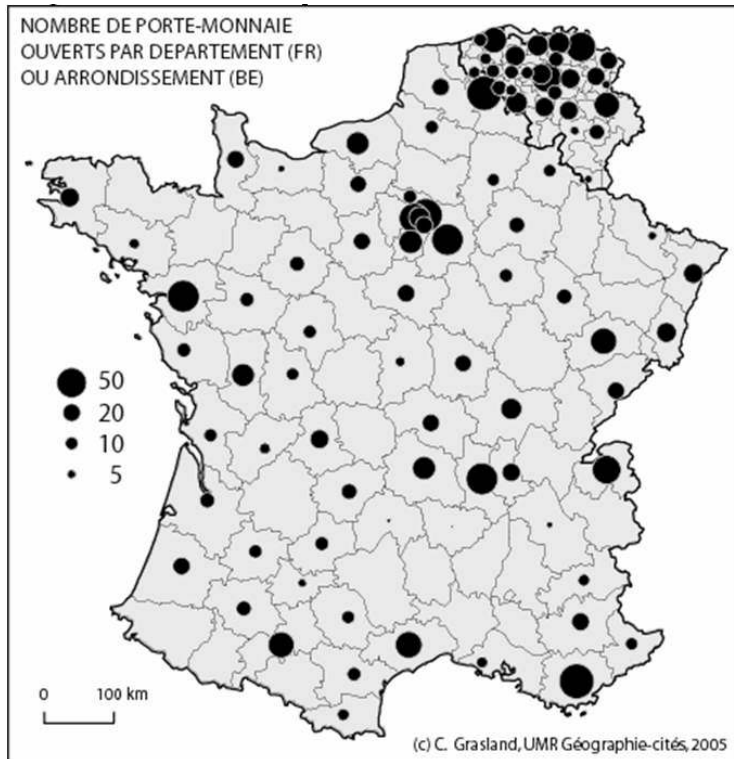 NOMBRE DE PORTE-MONNAIE
OUVERTS PAR DEPARTEMENT (FR)
OU ARRONDISSEMENT (BE)
50
20
10
5
0 100 km
(c) C. Grasland, UMR Géographie-cités, 2005